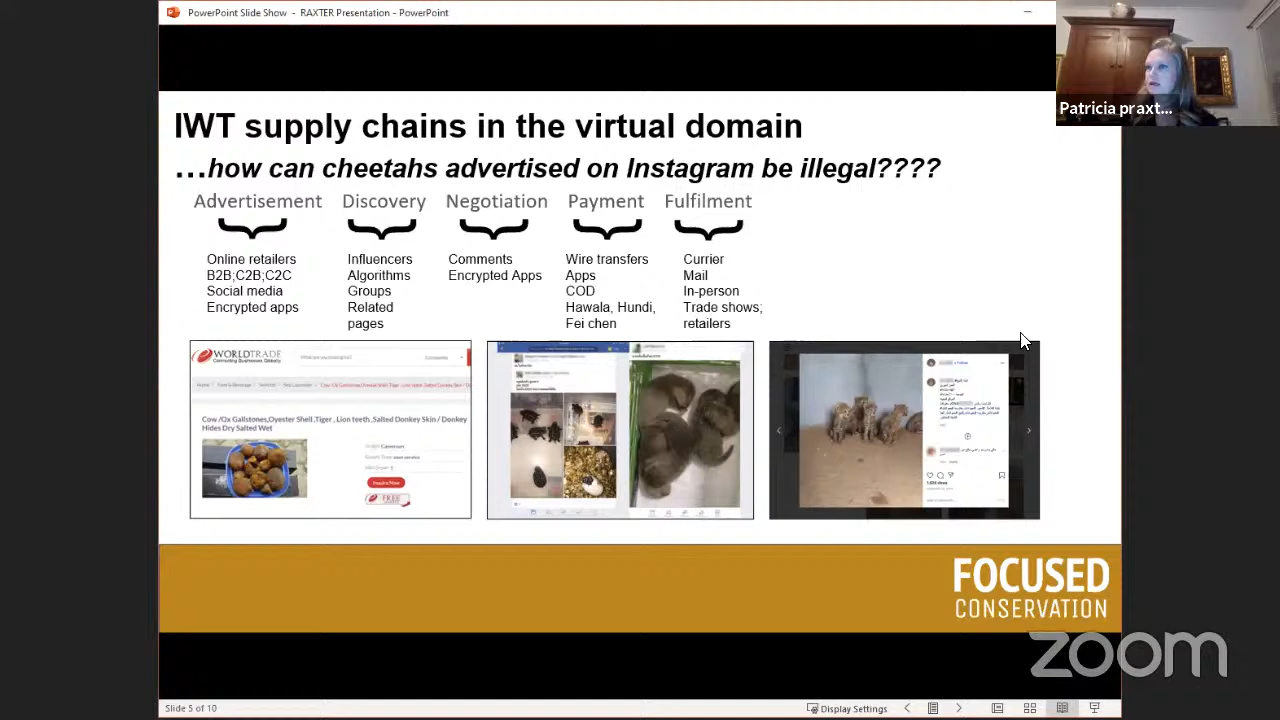 PowerPoint Slide Show - RAXTER Presentation - PowerPoint
Patricia praxt...
IWT supply chains in the virtual domain
...how can cheetahs advertised on Instagram be illegal????
Advertisement Discovery Negotiation Payment Fulfilment
Online retailers
B2B;C2B;C2C
Social media
Encrypted apps
Influencers
Algorithms
Groups
Related
pages
Comments
Encrypted Apps
Wire transfers
Apps
COD
Hawala, Hundi,
Fei chen
Currier
Mail
In-person
Trade shows;
retailers
WORLDTRADE
Cow /Ox Gallstones,Oyester Shell,Tiger , Lion teeth,Salted Donkey Skin / Donkey
Hides Dry Salted Wet
Inquire Now
FREE
FOCUSED
CONSERVATION
zoom
Slide 5 of 10
Display Settings